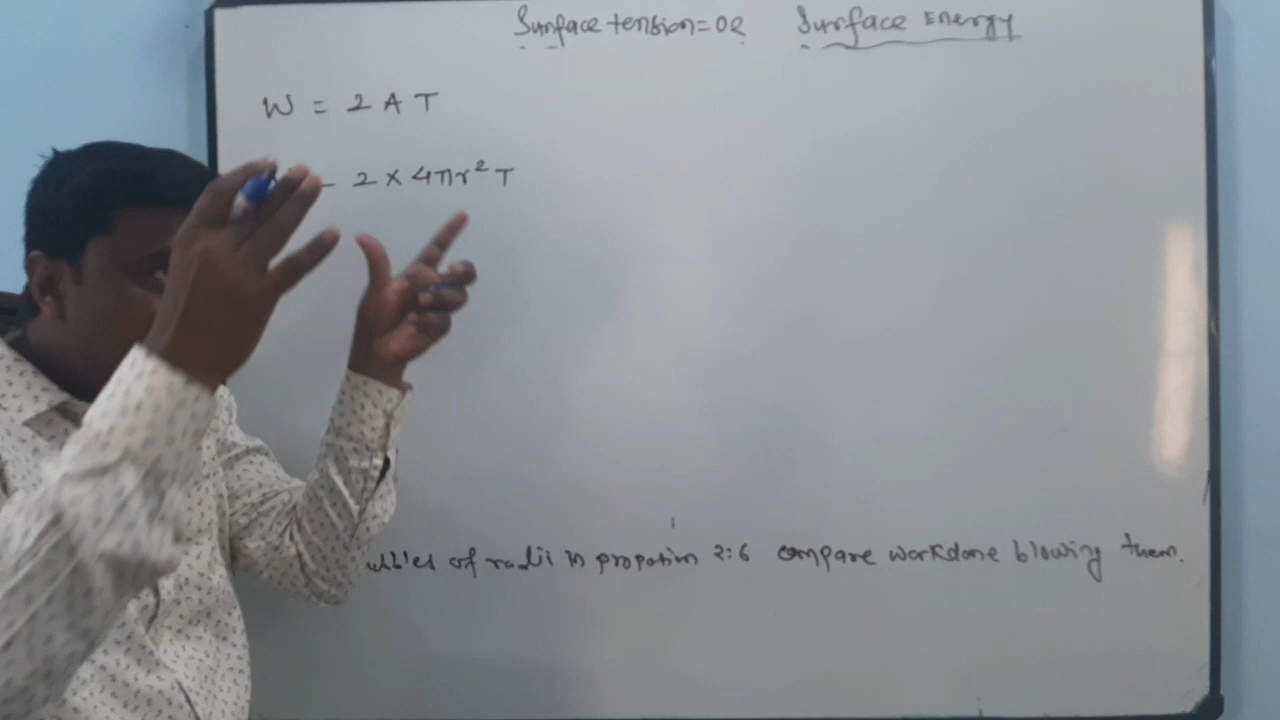 Surface tension = OR Surface Energy
W = 2 A T
2 × 4πr² T
of radii in propotion 2:6 compare workdone blowing them.